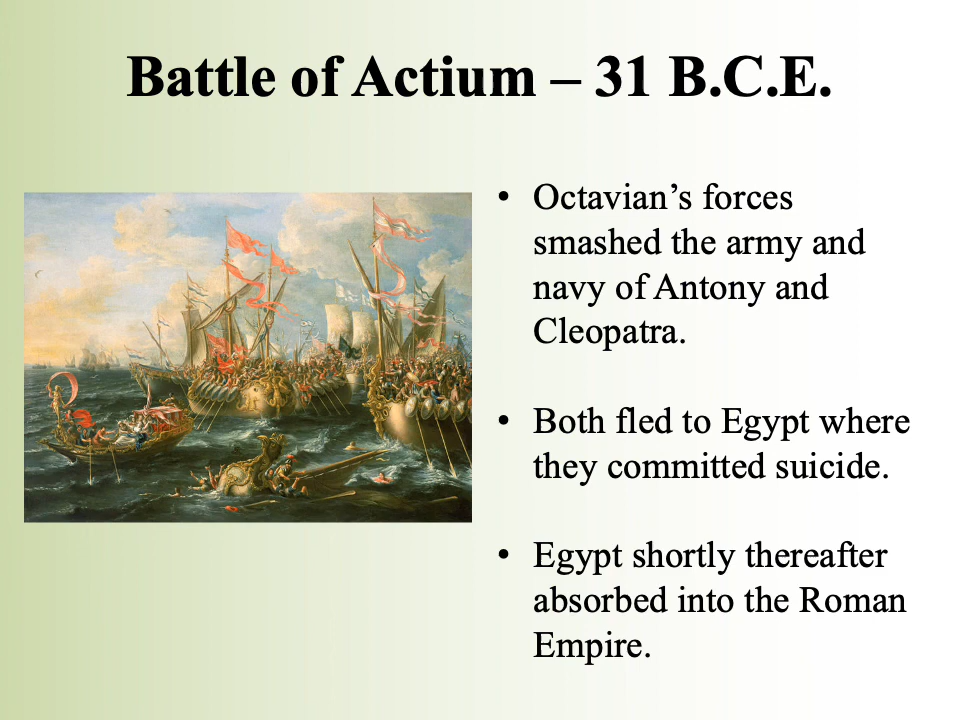 Battle of Actium – 31 B.C.E.
• Octavian’s forces
smashed the army and
navy of Antony and
Cleopatra.
• Both fled to Egypt where
they committed suicide.
• Egypt shortly thereafter
absorbed into the Roman
Empire.